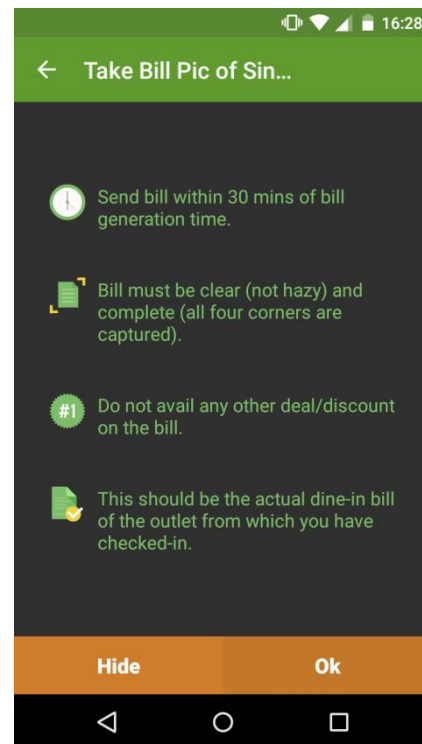 16:28
Take Bill Pic of Sin...
Send bill within 30 mins of bill
generation time.
Bill must be clear (not hazy) and
complete (all four corners are
captured).
#1
Do not avail any other deal/discount
on the bill.
This should be the actual dine-in bill
of the outlet from which you have
checked-in.
Hide
Ok